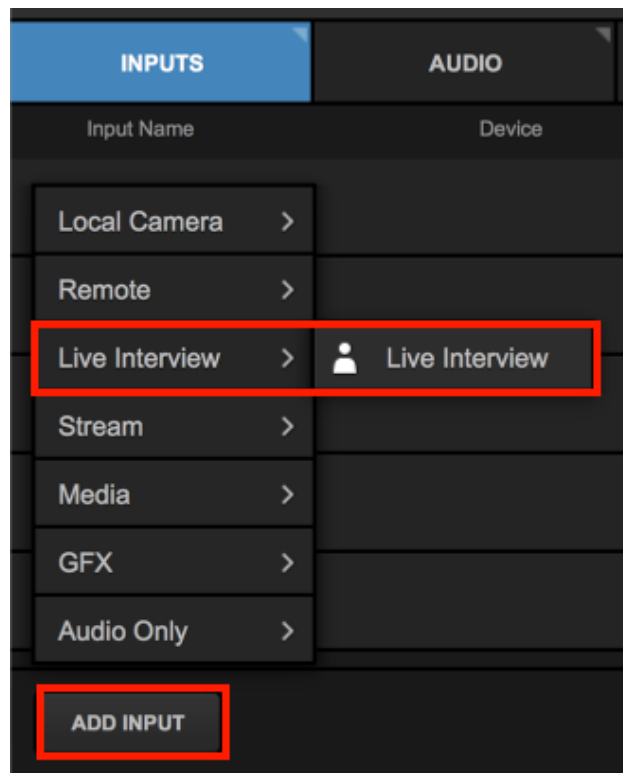 INPUTS AUDIO
Input Name Device
Local Camera
Remote
Live Interview Live Interview
Stream
Media
GFX
Audio Only
ADD INPUT